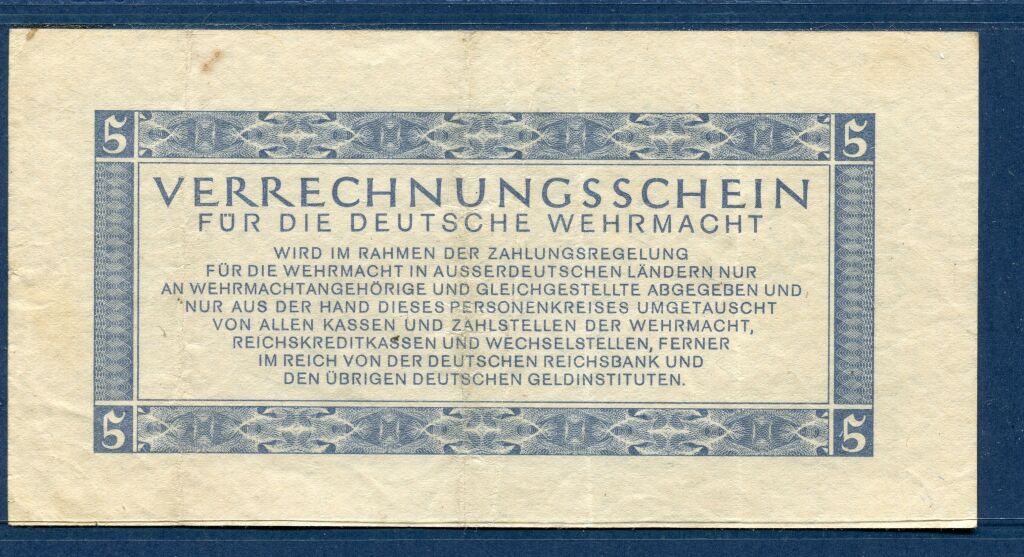 5 5
VERRECHNUNGSSCHEIN
FÜR DIE DEUTSCHE WEHRMACHT
WIRD IM RAHMEN DER ZAHLUNGSREGELUNG
FÜR DIE WEHRMACHT IN AUSSERDEUTSCHEN LÄNDERN NUR
AN WEHRMACHTANGEHÖRIGE UND GLEICHGESTELLTE ABGEGEBEN UND
NUR AUS DER HAND DIESES PERSONENKREISES UMGETAUSCHT
VON ALLEN KASSEN UND ZAHLSTELLEN DER WEHRMACHT,
REICHSKREDITKASSEN UND WECHSELSTELLEN, FERNER
IM REICH VON DER DEUTSCHEN REICHSBANK UND
DEN ÜBRIGEN DEUTSCHEN GELDINSTITUTEN.
5 5